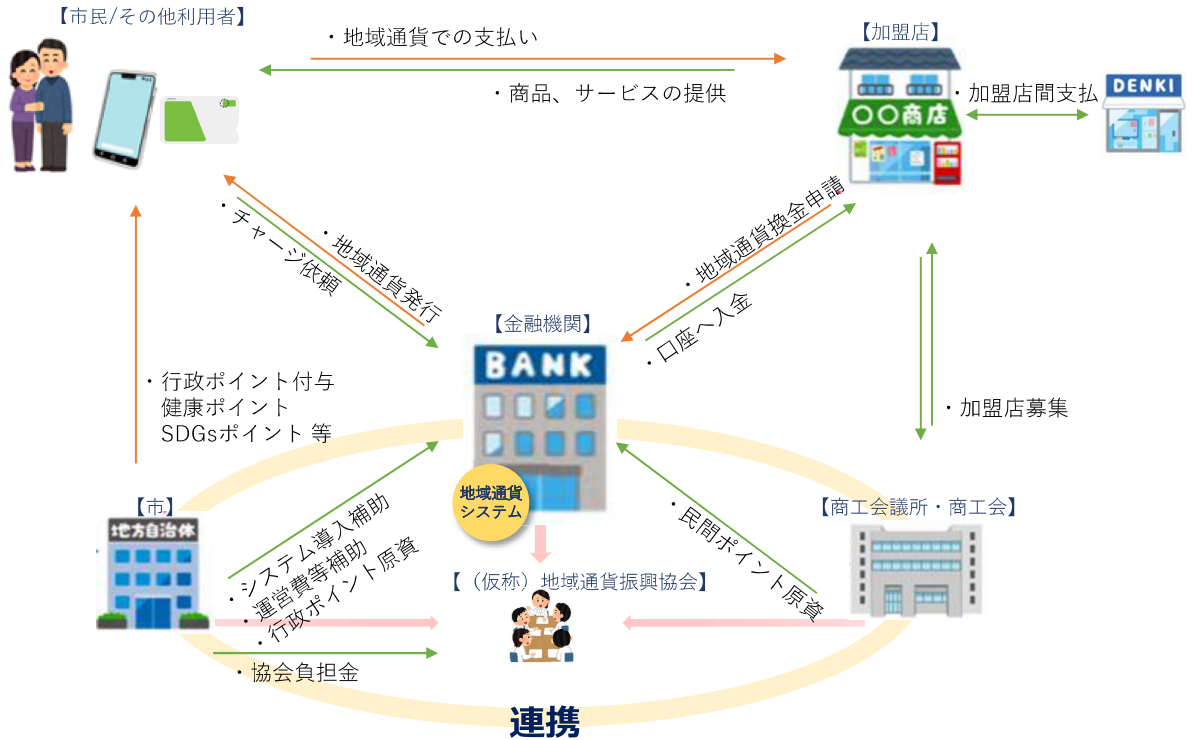 【市民/その他利用者】
・地域通貨での支払い
・商品、サービスの提供
【加盟店】
〇〇商店
・加盟店間支払
DENKI
・チャージ依頼
・地域通貨発行
・地域通貨換金申請
・口座へ入金
【金融機関】
BANK
地域通貨
システム
・行政ポイント付与
健康ポイント
SDGsポイント 等
・加盟店募集
【市】
地方自治体
・システム導入補助
・運営費等補助
・行政ポイント原資
・協会負担金
・民間ポイント原資
【商工会議所・商工会】
【（仮称）地域通貨振興協会】
連携